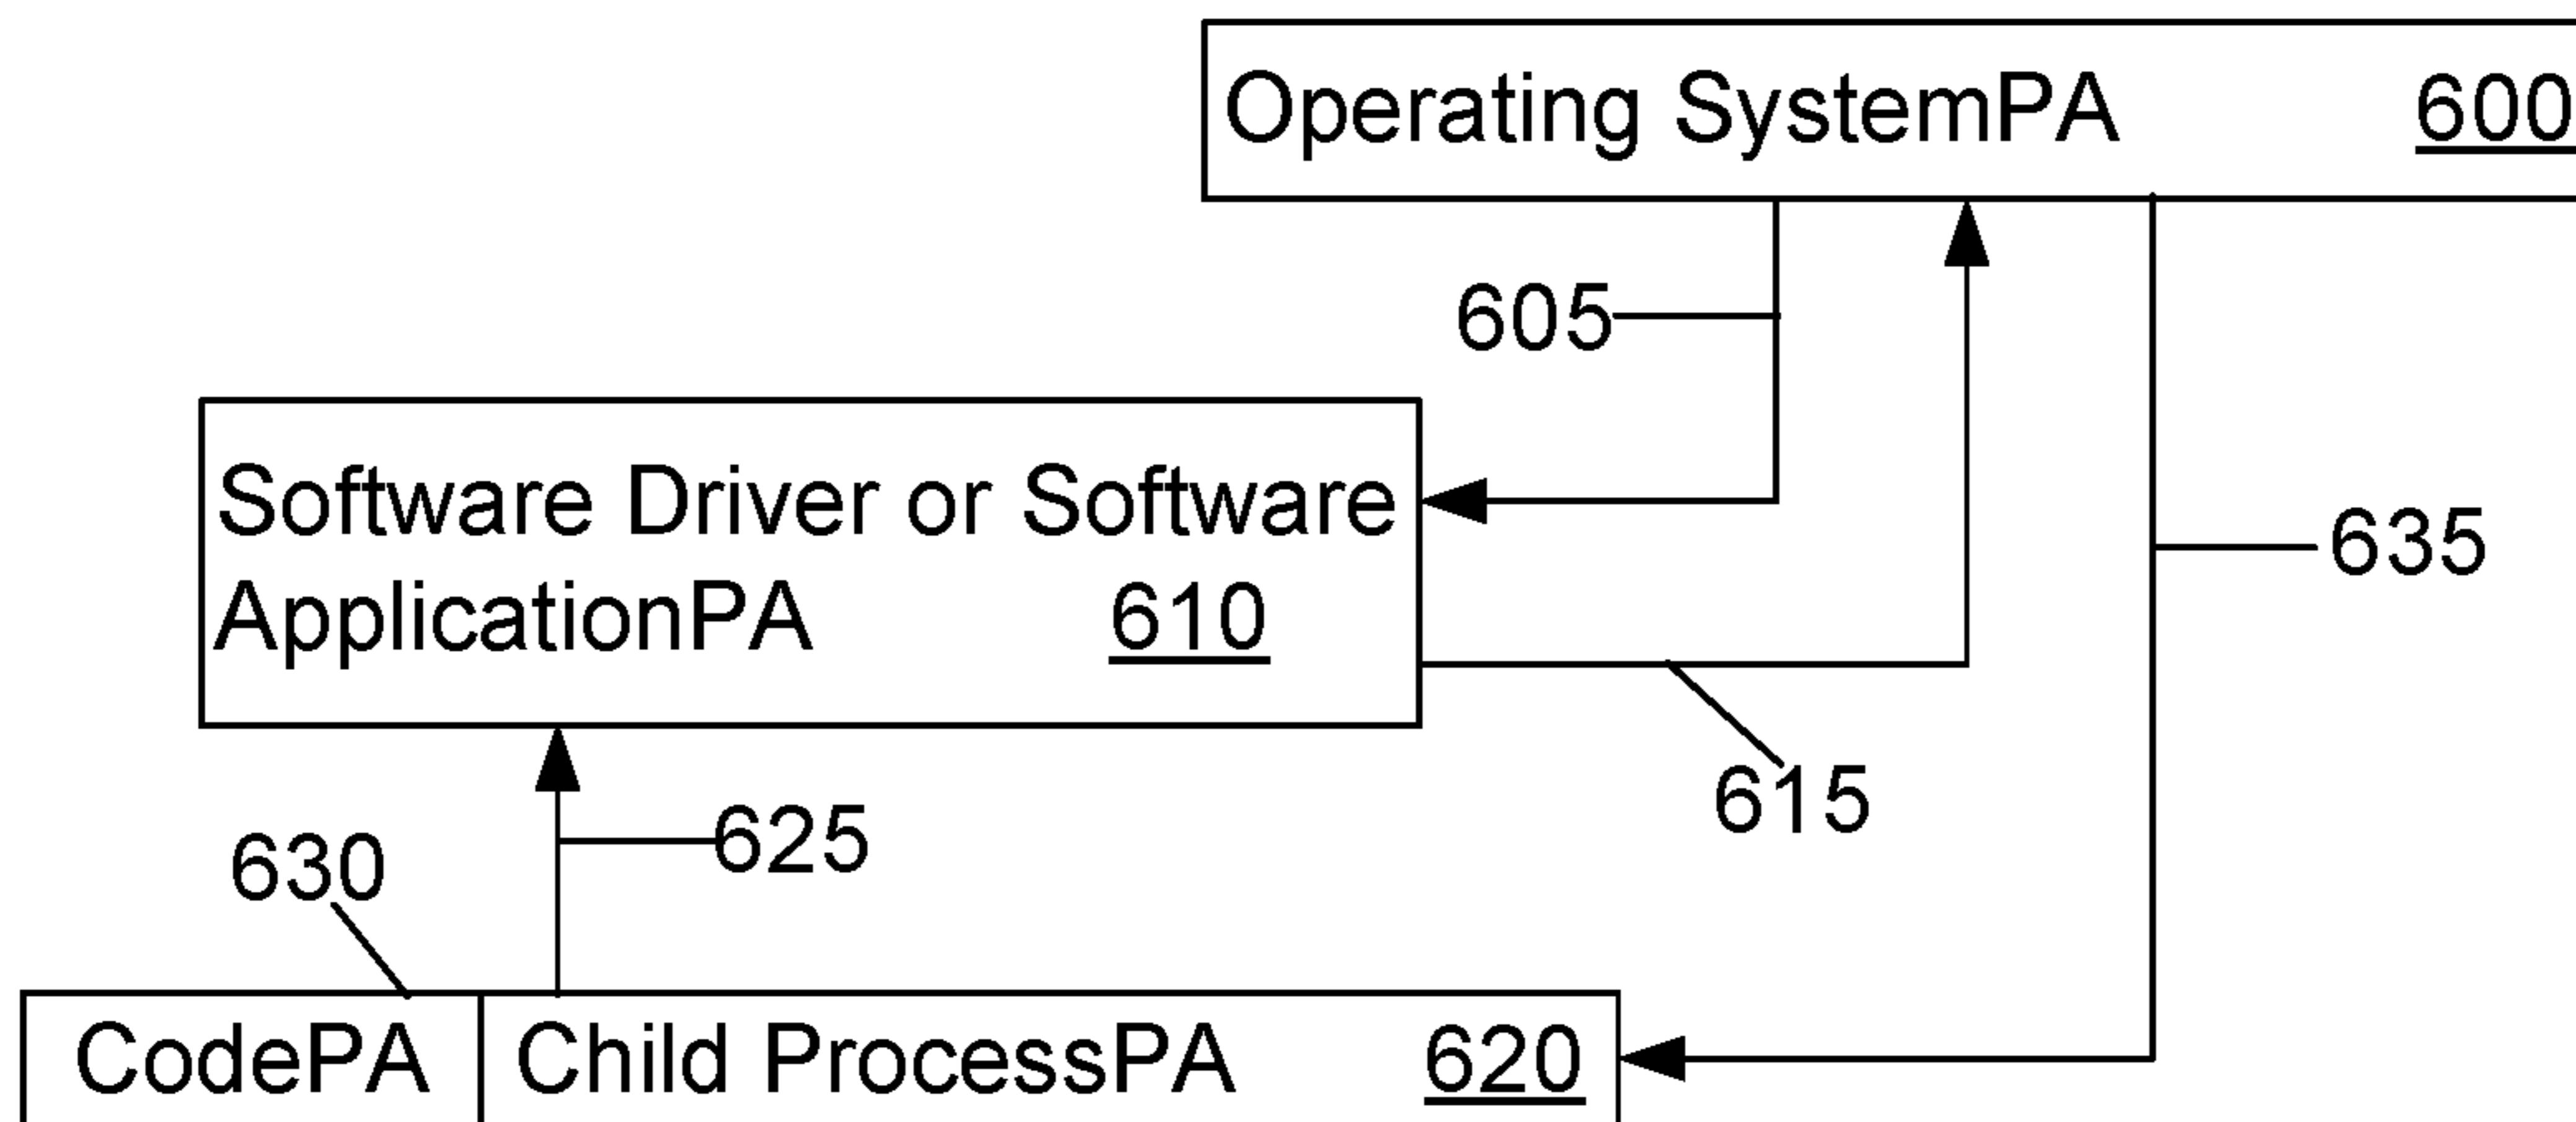 Operating SystemPA 600
605
Software Driver or Software
ApplicationPA 610
635
615
625
630
CodePA Child ProcessPA 620